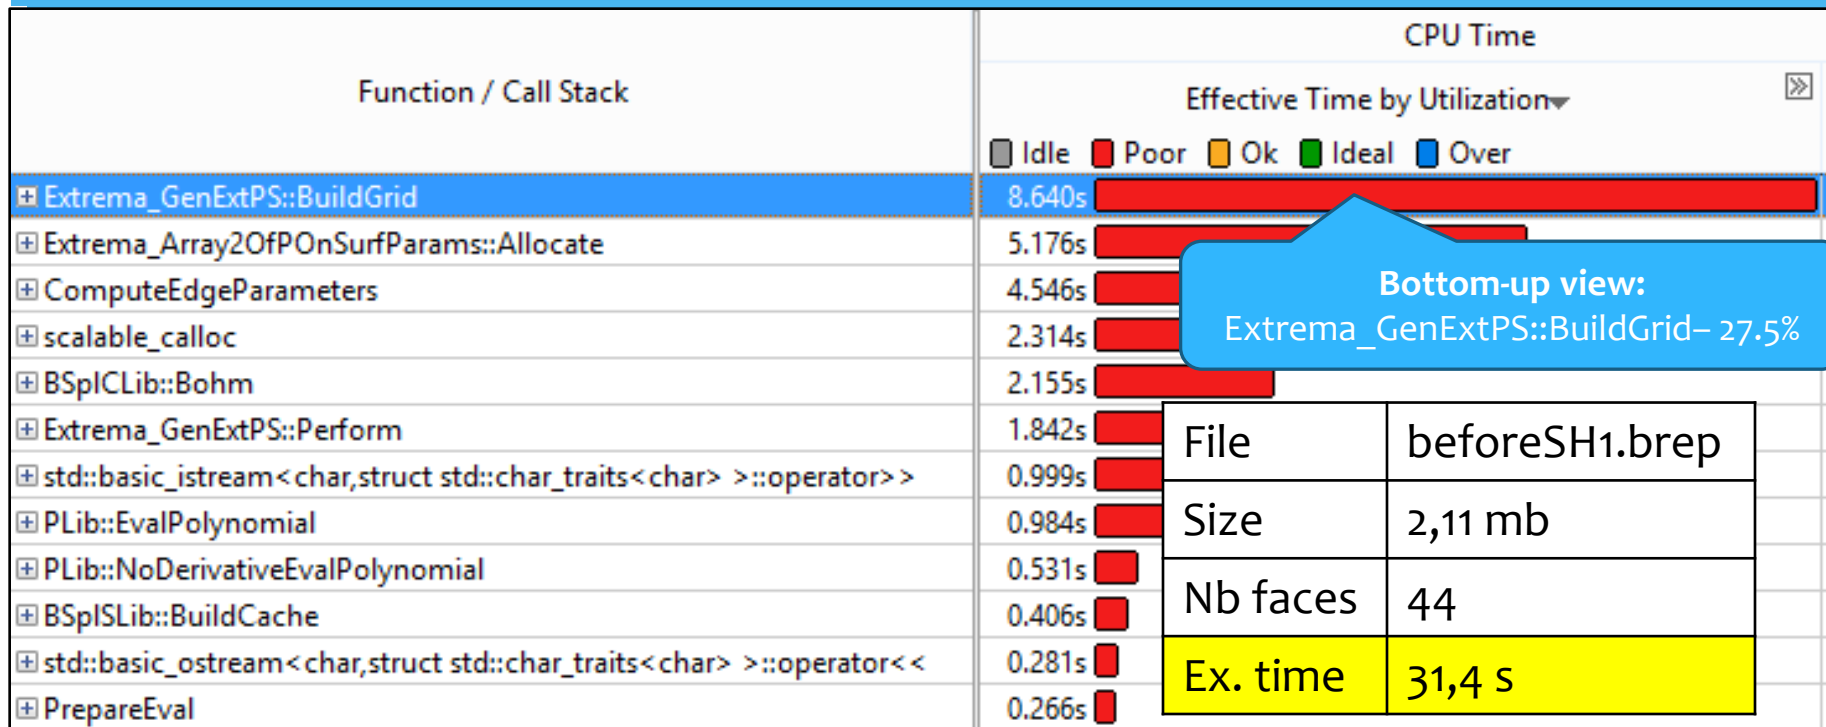 CPU Time
Function / Call Stack
Effective Time by Utilization
Idle Poor Ok Ideal Over
Extrema_GenExtPS::BuildGrid 8.640s
Extrema_Array2OfPOnSurfParams::Allocate 5.176s
ComputeEdgeParameters 4.546s
scalable_calloc 2.314s
BSplCLib::Bohm 2.155s
Extrema_GenExtPS::Perform 1.842s
std::basic_istream<char,struct std::char_traits<char> >::operator>> 0.999s
PLib::EvalPolynomial 0.984s
PLib::NoDerivativeEvalPolynomial 0.531s
BSplSLib::BuildCache 0.406s
std::basic_ostream<char,struct std::char_traits<char> >::operator<< 0.281s
PrepareEval 0.266s
Bottom-up view:
Extrema_GenExtPS::BuildGrid– 27.5%
File beforeSH1.brep
Size 2,11 mb
Nb faces 44
Ex. time 31,4 s